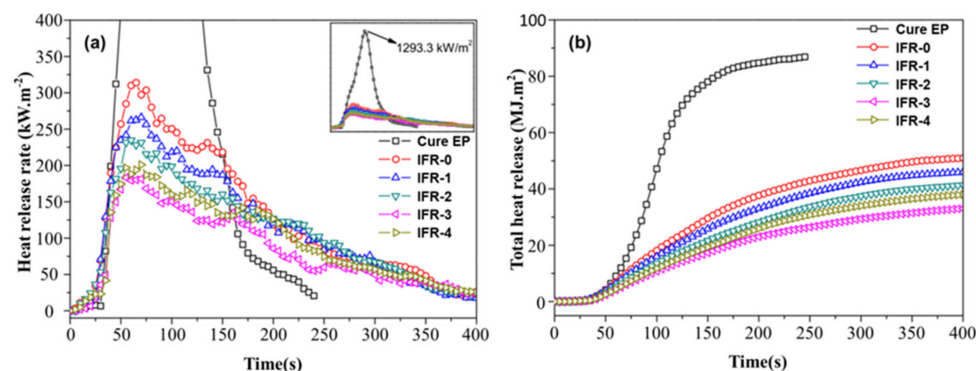 (a)
Heat release rate (kW.m-2)
400
350
300
250
200
150
100
50
0
0 50 100 150 200 250 300 350 400
Time(s)
1293.3 kW/m2
Cure EP
IFR-0
IFR-1
IFR-2
IFR-3
IFR-4
(b)
Total heat release (MJ.m2)
100
80
60
40
20
0
0 50 100 150 200 250 300 350 400
Time(s)
Cure EP
IFR-0
IFR-1
IFR-2
IFR-3
IFR-4